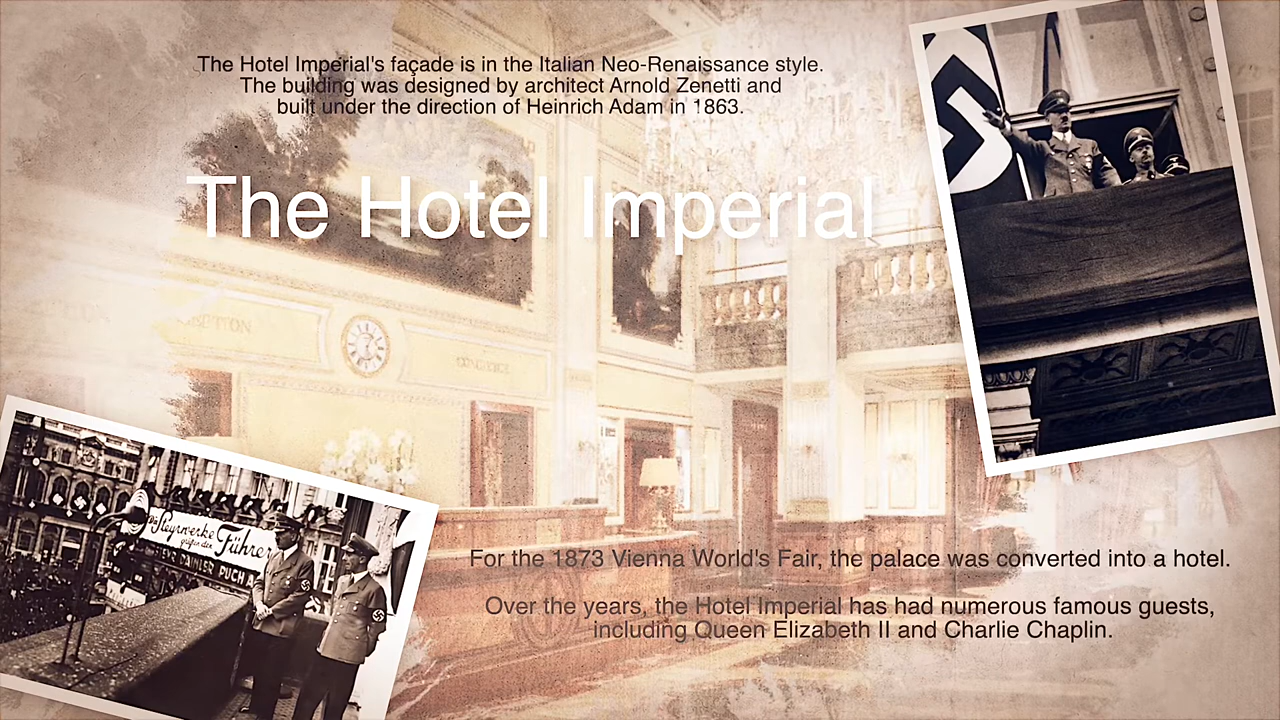 The Hotel Imperial's façade is in the Italian Neo-Renaissance style.
The building was designed by architect Arnold Zenetti and
built under the direction of Heinrich Adam in 1863.
The Hotel Imperial
Steyrwerke
grüßen den
Führer
DAIMLER PUCH A
For the 1873 Vienna World's Fair, the palace was converted into a hotel.
Over the years, the Hotel Imperial has had numerous famous guests,
including Queen Elizabeth II and Charlie Chaplin.